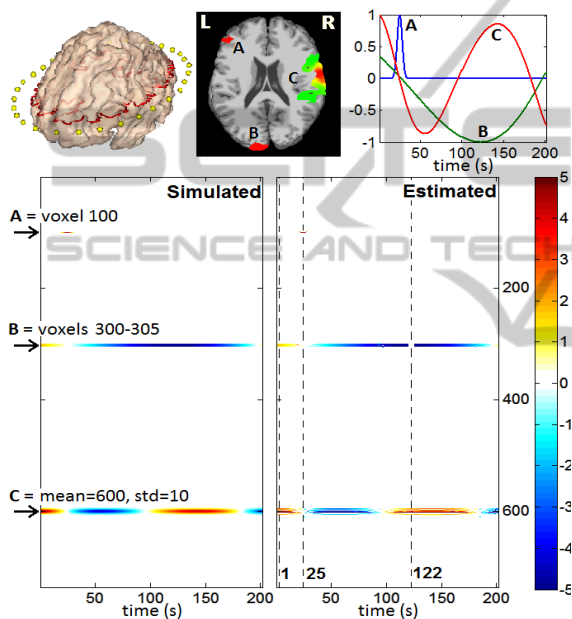 L
R
A
C
B
1
0.5
0
-0.5
-1
A
C
B
50
100
150
200
time (s)
SCITE
SCIENCE AND TECH
Simulated
Estimated
A = voxel 100
B = voxels 300-305
C = mean=600, std=10
200
400
600
1
25
122
50
100
150
200
time (s)
50
100
150
200
time (s)
5
4
3
2
1
0
-1
-2
-3
-4
-5